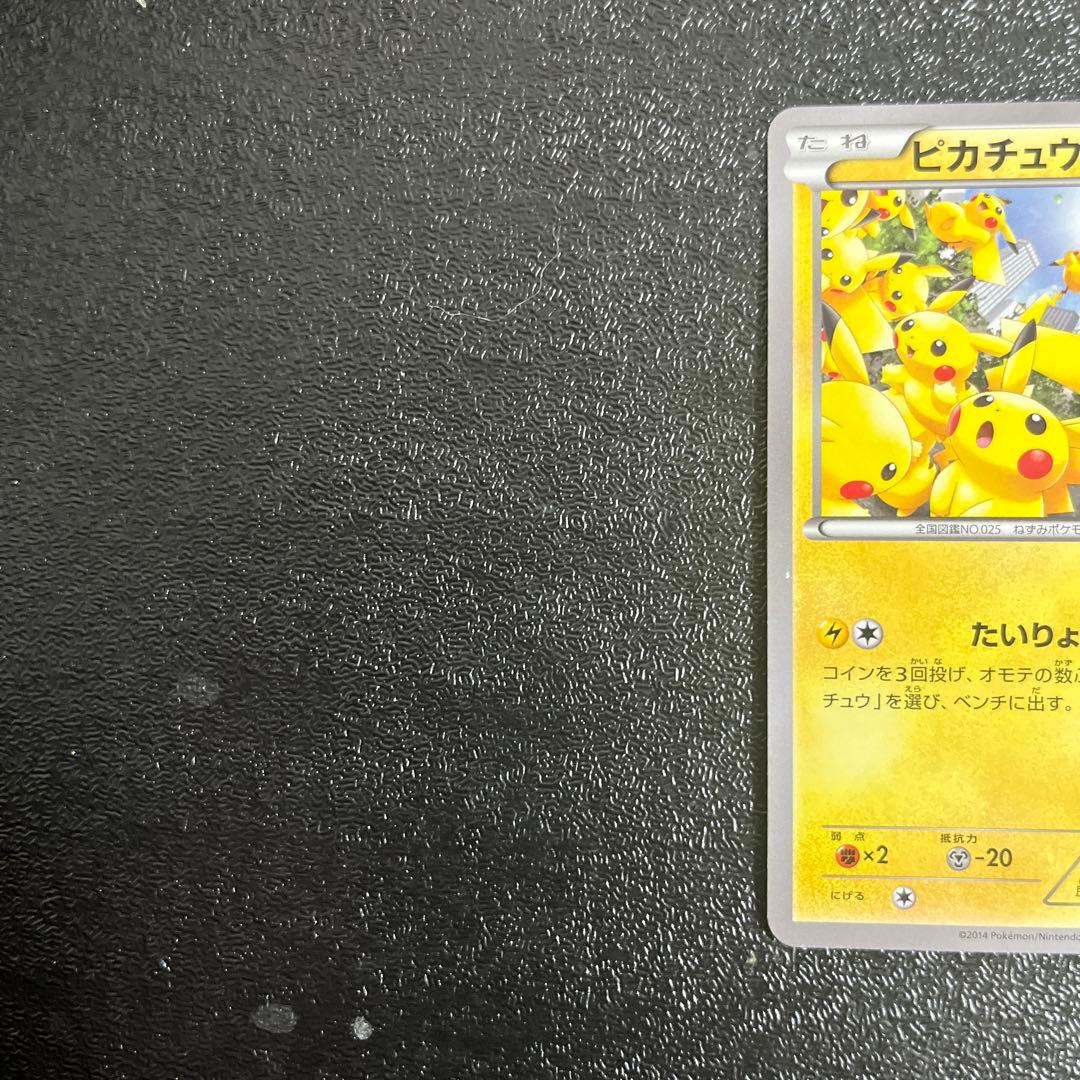 たね
ピカチュウ
全国図鑑NO.025 ねずみポケモ
たいりょ
コインを3回投げ、オモテの数
チュウ」を選び、ベンチに出す。
弱点
抵抗力
×2
-20
にげる
©2014 Pokémon/Nintendo